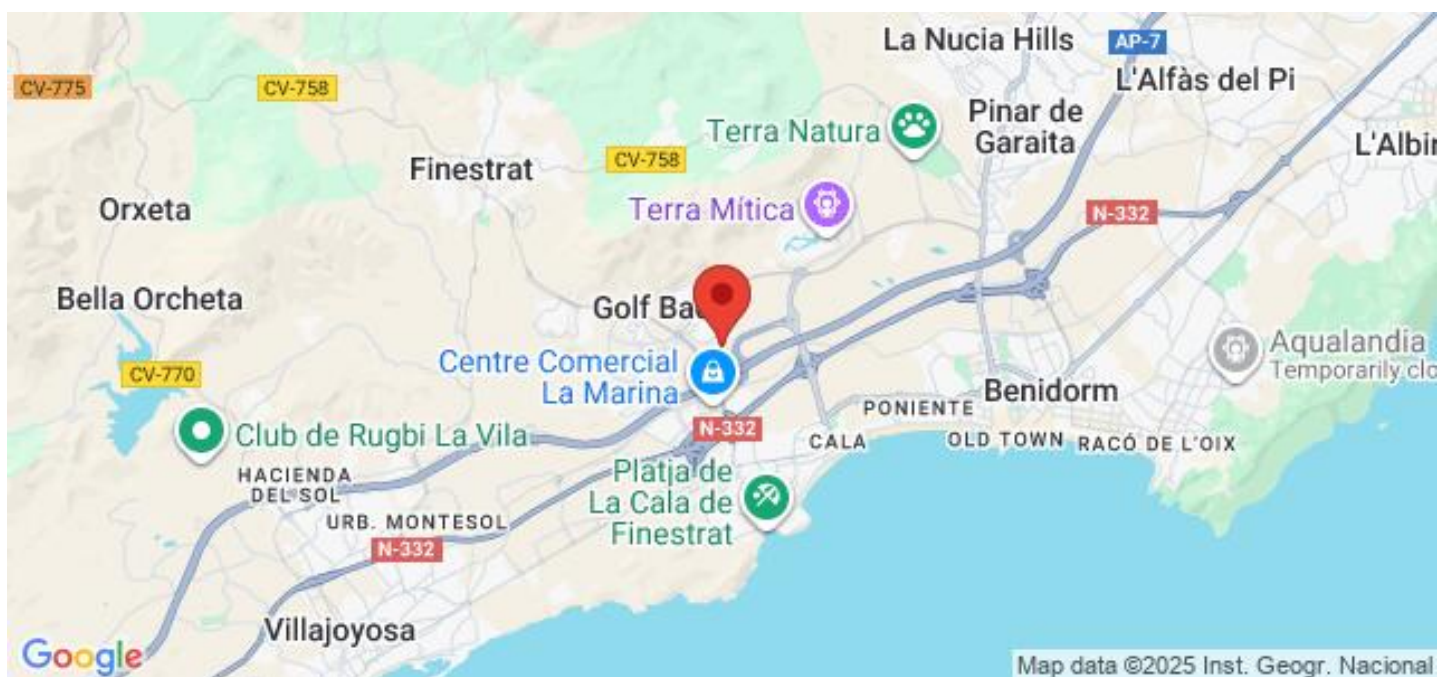 La Nucia Hills
AP-7
CV-775
CV-758
L'Alfàs del Pi
Terra Natura
Pinar de
Garaita
CV-758
Finestrat
L'Albir
Orxeta
Terra Mítica
N-332
Bella Orcheta
Golf Ba
Centre Comercial
La Marina
Aqualandia
Temporarily clo
CV-770
Benidorm
PONIENTE
Club de Rugbi La Vila
N-332
CALA
OLD TOWN
RACÓ DE L'OIX
HACIENDA
DEL SOL
Platja de
La Cala de
Finestrat
URB. MONTESOL
N-332
Villajoyosa
Google
Map data ©2025 Inst. Geogr. Nacional